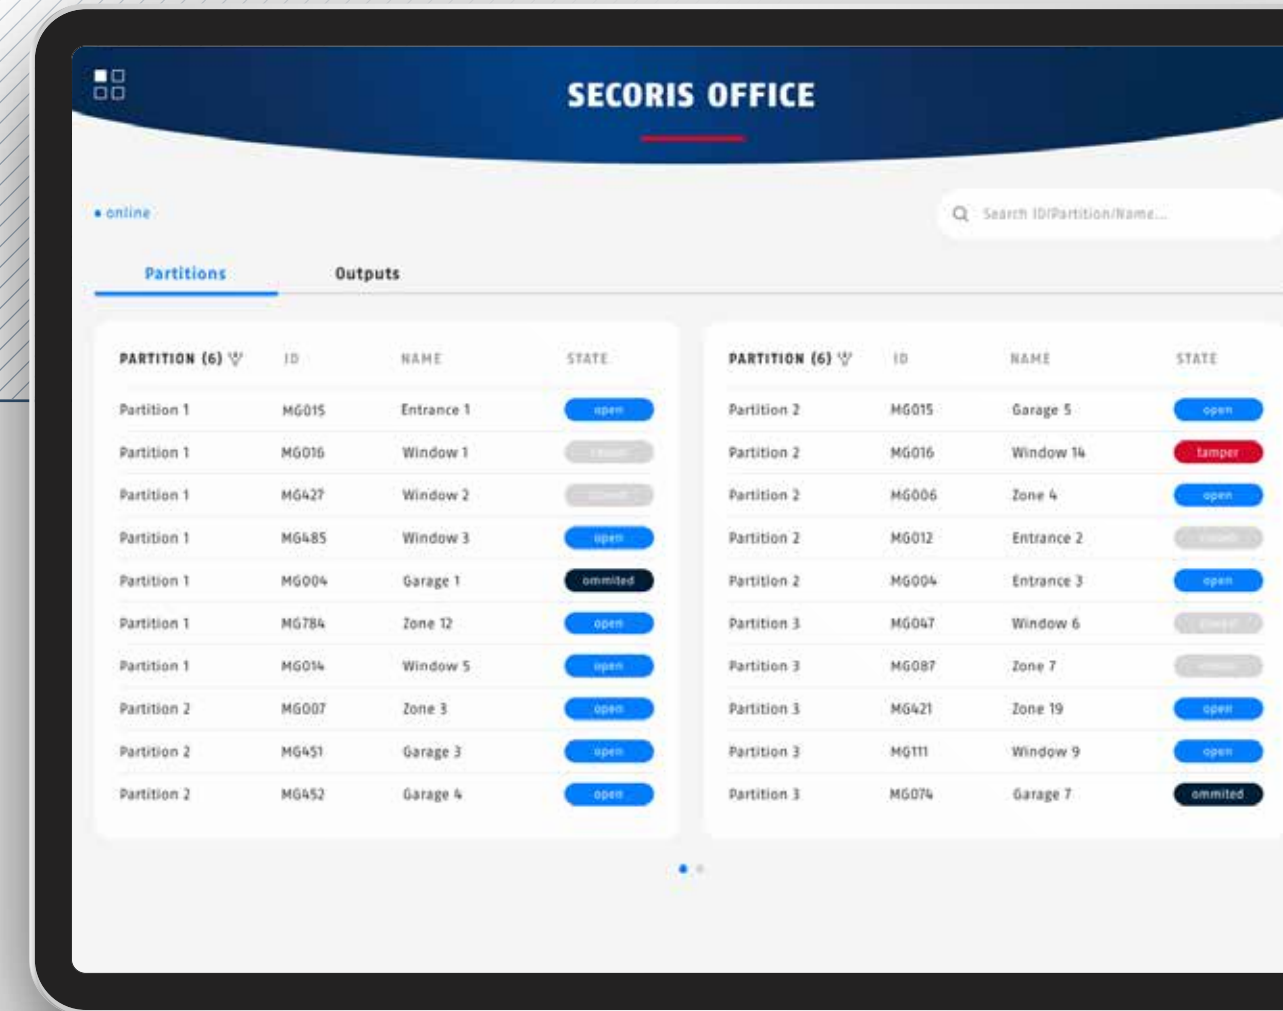 SECORIS OFFICE
online
Search ID/Partition/Name...
Partitions Outputs
PARTITION (6) ID NAME STATE
Partition 1 MG015 Entrance 1 open
Partition 1 MG016 Window 1
Partition 1 MG427 Window 2
Partition 1 MG485 Window 3 open
Partition 1 MG004 Garage 1 ommited
Partition 1 MG784 Zone 12 open
Partition 1 MG014 Window 5 open
Partition 2 MG007 Zone 3 open
Partition 2 MG451 Garage 3 open
Partition 2 MG452 Garage 4 open
PARTITION (6) ID NAME STATE
Partition 2 MG015 Garage 5 open
Partition 2 MG016 Window 14 tamper
Partition 2 MG006 Zone 4 open
Partition 2 MG012 Entrance 2
Partition 2 MG004 Entrance 3 open
Partition 3 MG047 Window 6
Partition 3 MG087 Zone 7
Partition 3 MG421 Zone 19 open
Partition 3 MG111 Window 9 open
Partition 3 MG074 Garage 7 ommited